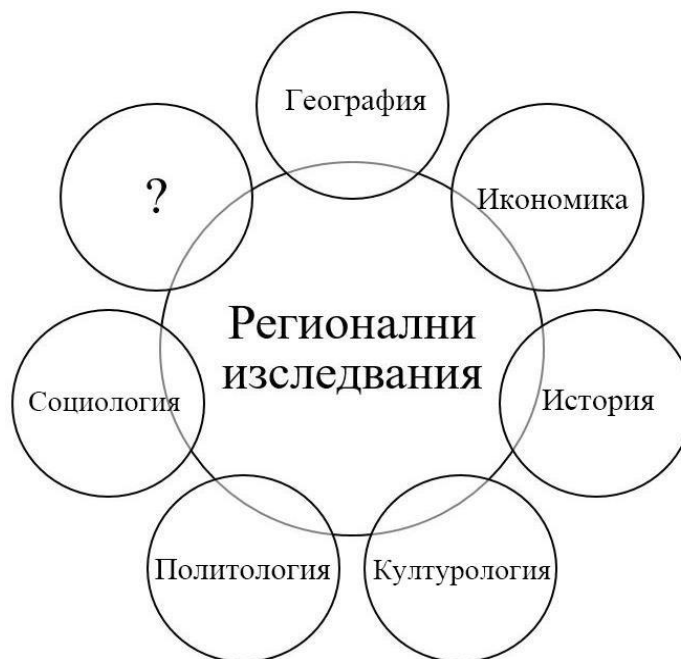 География
?
Икономика
Регионални
изследвания
Социология
История
Политология
Културология